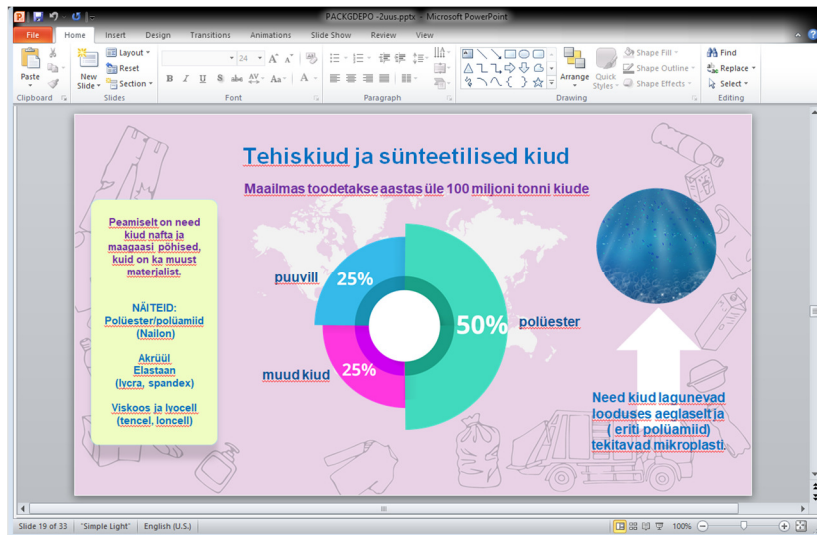 PACKGDEPO -2uus.pptx - Microsoft PowerPoint
File Home Insert Design Transitions Animations Slide Show Review View
Paste
Clipboard
New Slide
Layout
Reset
Section
Slides
24
B I U S abc AV Aa A
Font
Paragraph
Arrange
Quick Styles
Shape Fill
Shape Outline
Shape Effects
Drawing
Find
Replace
Select
Editing
Tehiskiud ja sünteetilised kiud
Maailmas toodetakse aastas üle 100 miljoni tonni kiude
Peamiselt on need
kiud nafta ja
maagaasi põhised,
kuid on ka muust
materjalist.
NÄITEID:
Polüester/polüamiid
(Nailon)
Akrüül
Elastaan
(lycra, spandex)
Viskoos ja lyocell
(tencel, Ioncell)
puuvill 25%
50% polüester
muud kiud 25%
Need kiud lagunevad
looduses aeglaselt ja
( eriti polüamiid)
tekitavad mikroplasti.
Slide 19 of 33 "Simple Light" English (U.S.) 100%